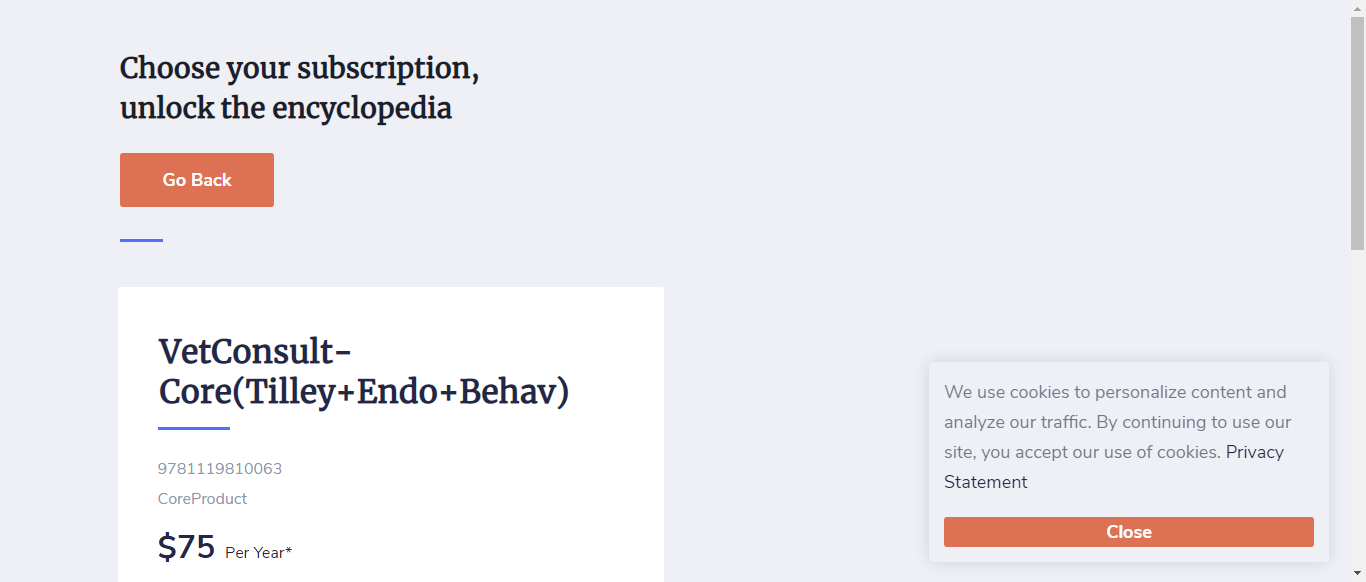 Choose your subscription,
unlock the encyclopedia
Go Back
VetConsult-
Core(Tilley+Endo+Behav)
9781119810063
CoreProduct
$75 Per Year*
We use cookies to personalize content and
analyze our traffic. By continuing to use our
site, you accept our use of cookies. Privacy
Statement
Close